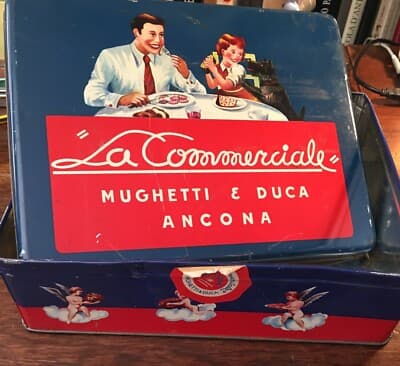 "La Commerciale"
MUGHETTI & DUCA
ANCONA